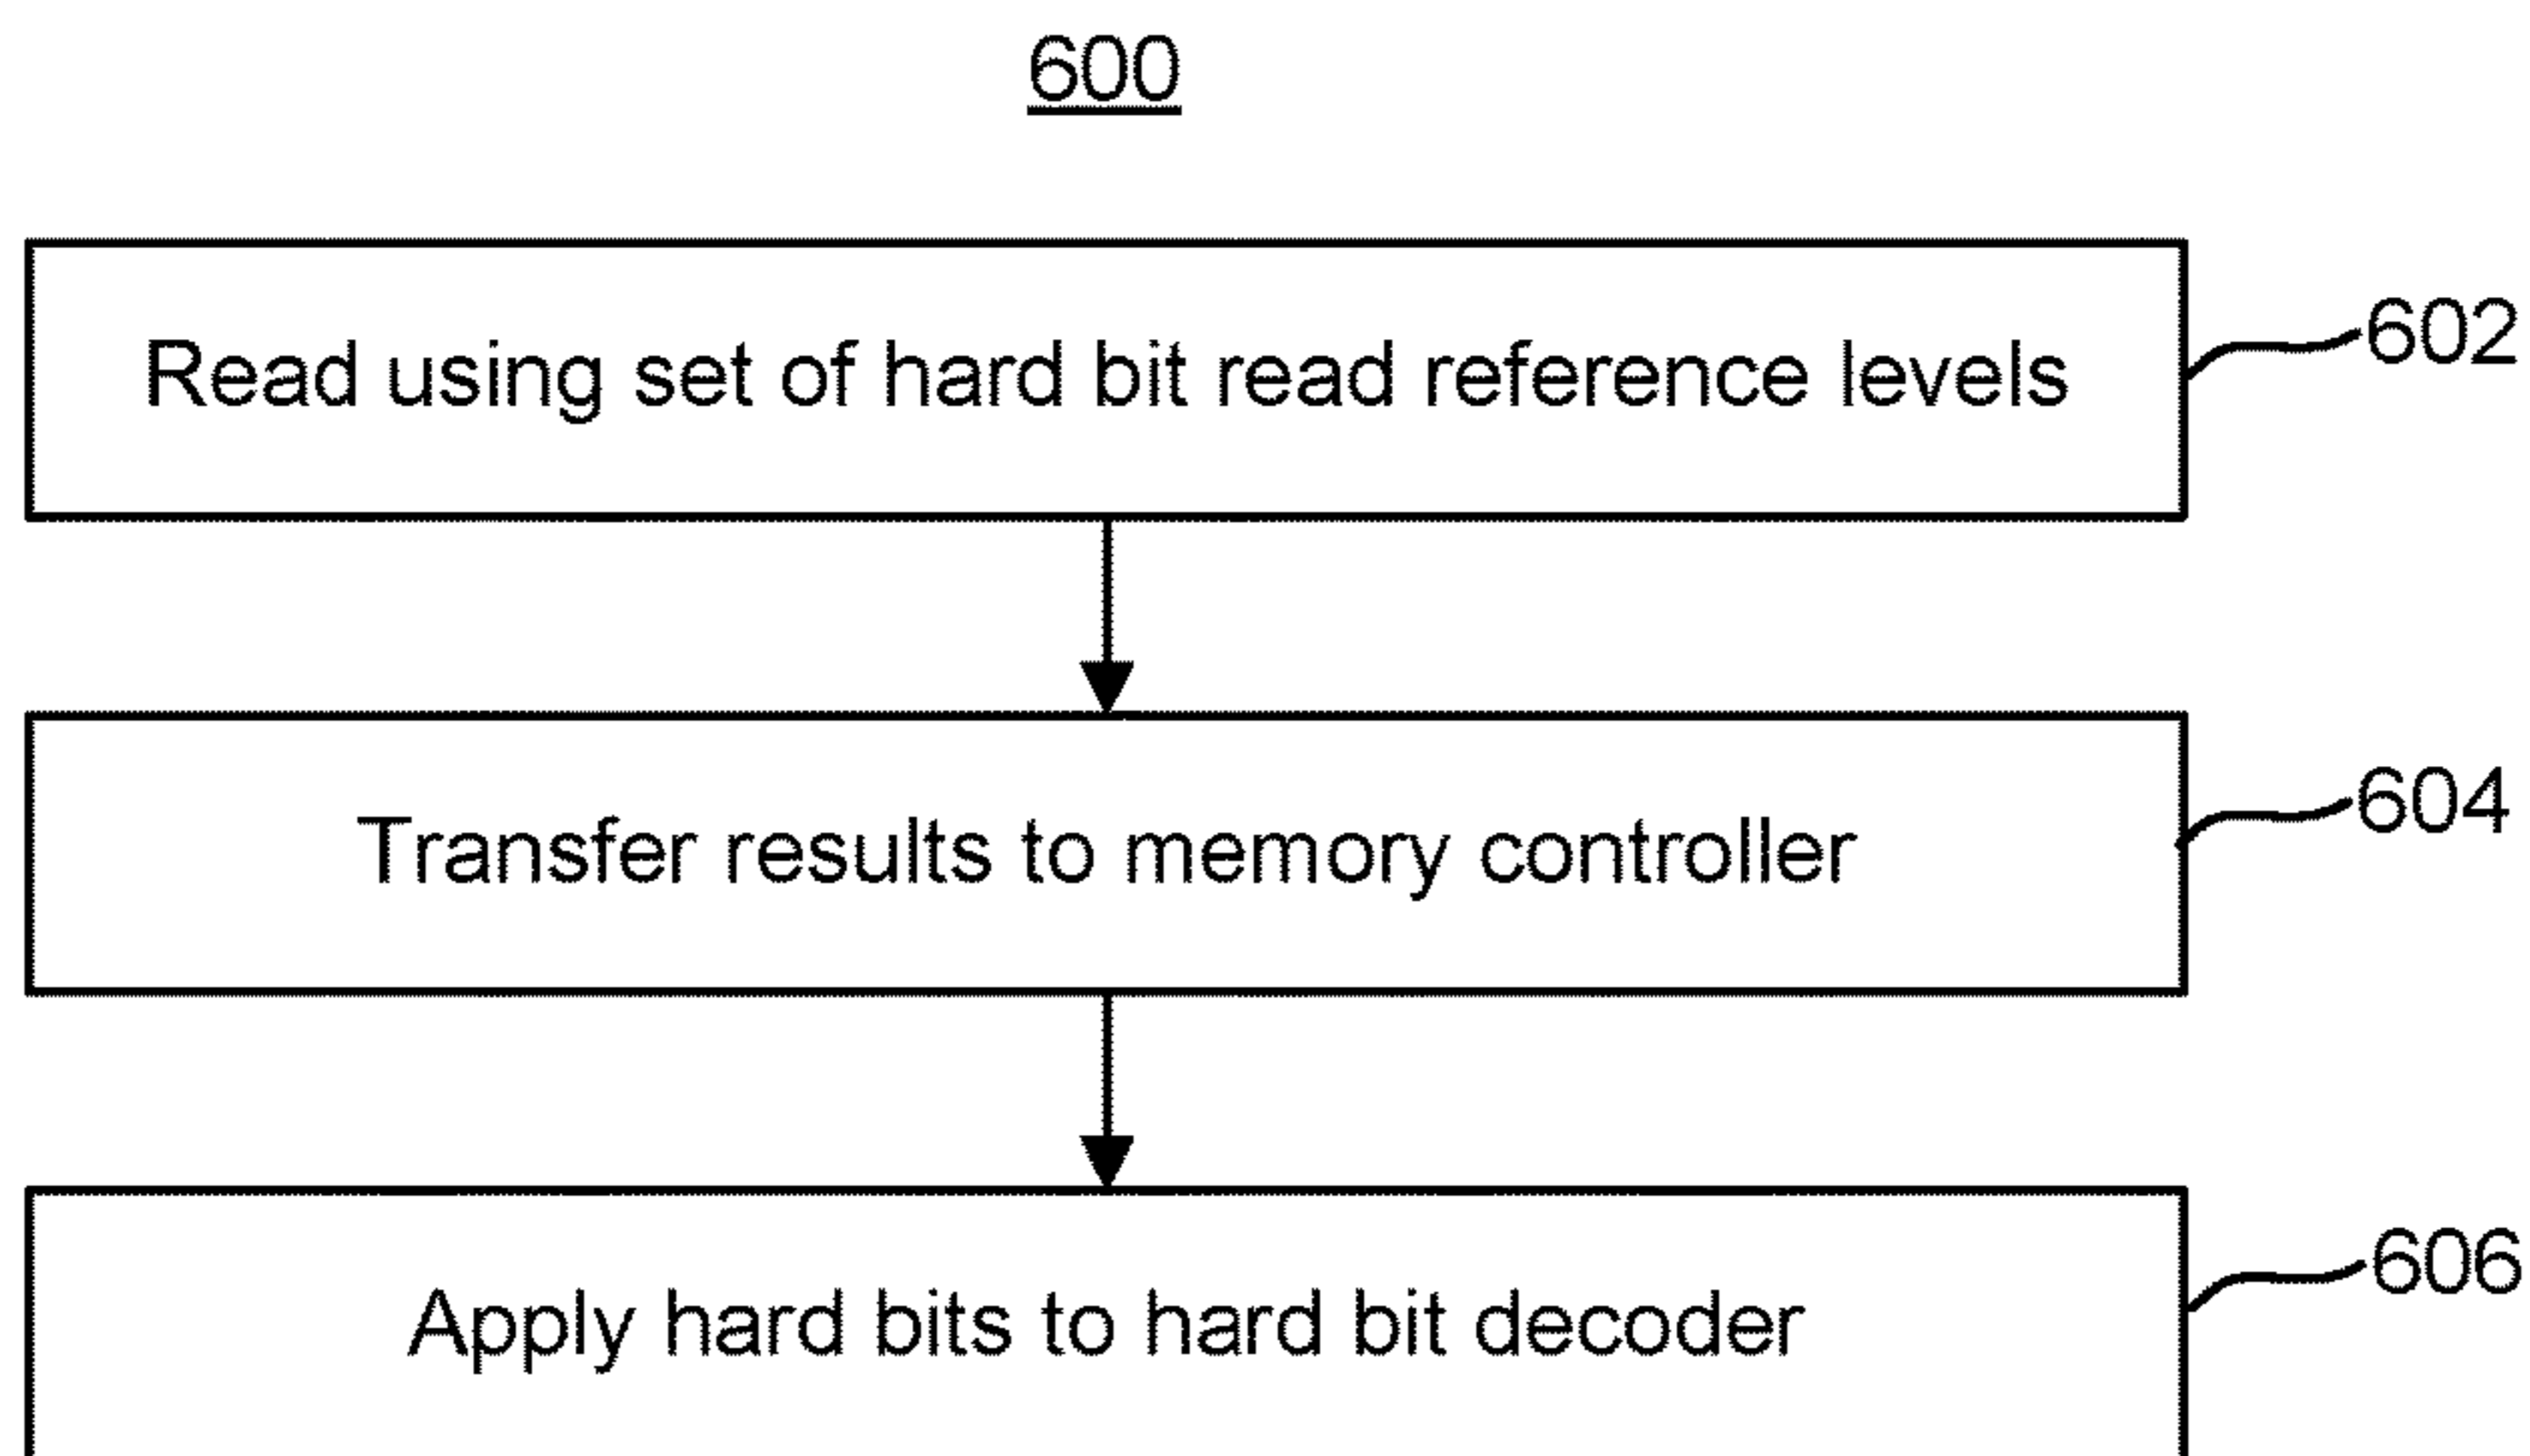 600
Read using set of hard bit read reference levels
602
Transfer results to memory controller
604
Apply hard bits to hard bit decoder
606